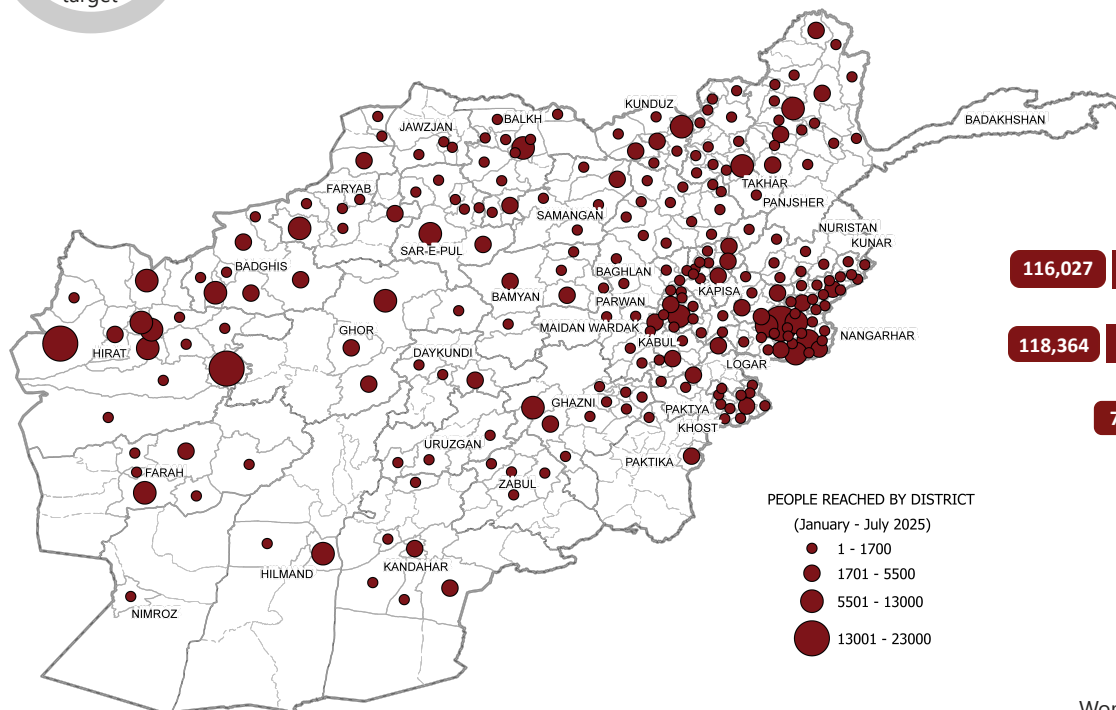 target
KUNDUZ
BADAKHSHAN
JAWZJAN
BALKH
TAKHAR
FARYAB
PANJSHER
SAMANGAN
NURISTAN
KUNAR
SAR-E-PUL
BADGHIS
BAGHLAN
116,027
BAMYAN
KAPISA
PARWAN
GHOR
MAIDAN WARDAK
NANGARHAR
KABUL
118,364
HIRAT
DAYKUNDI
LOGAR
GHAZNI
PAKTYA
KHOST
7
URUZGAN
PAKTIKA
FARAH
ZABUL
PEOPLE REACHED BY DISTRICT
(January - July 2025)
1 - 1700
1701 - 5500
5501 - 13000
13001 - 23000
HILMAND
KANDAHAR
NIMROZ